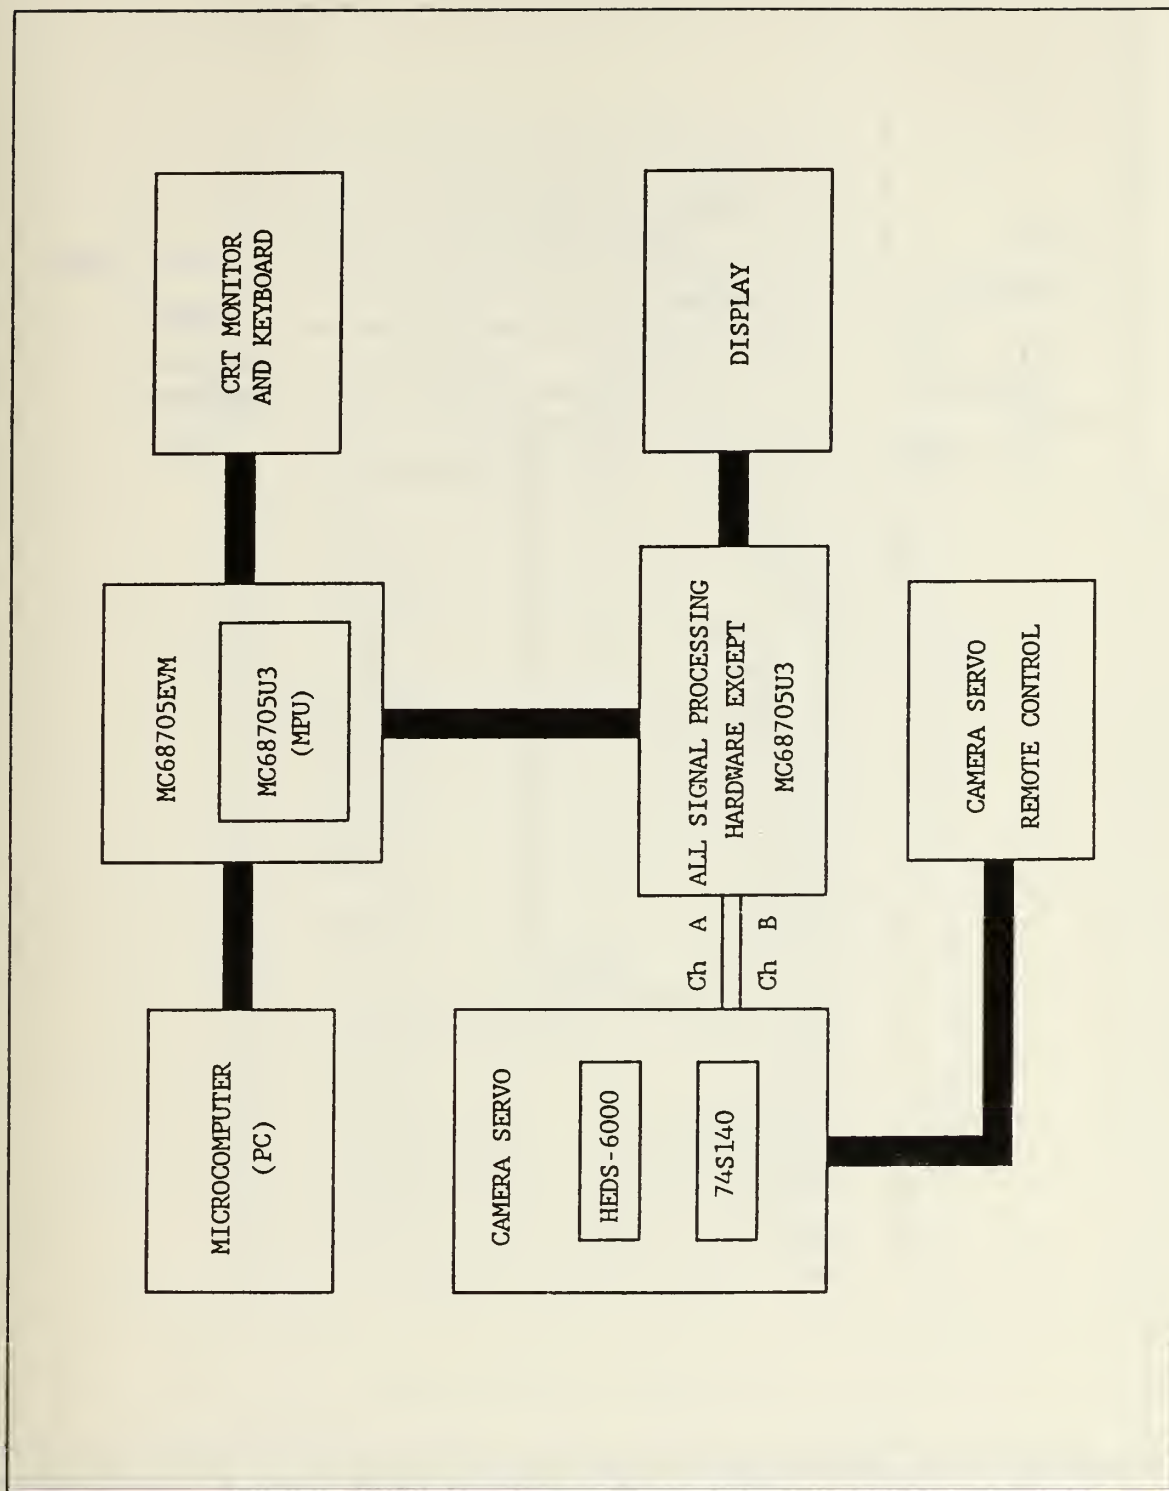 MICROCOMPUTER
(PC)
MC68705EVM
MC68705U3
(MPU)
CRT MONITOR
AND KEYBOARD
CAMERA SERVO
HEDS-6000
74S140
Ch A
Ch B
ALL SIGNAL PROCESSING
HARDWARE EXCEPT
MC68705U3
DISPLAY
CAMERA SERVO
REMOTE CONTROL